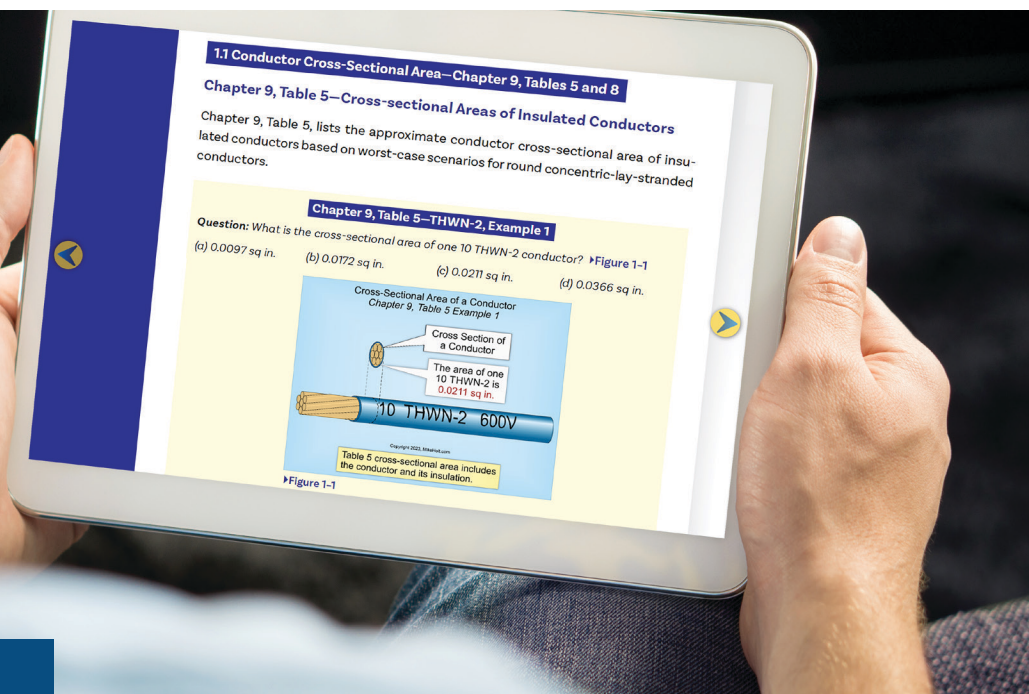 1.1 Conductor Cross-Sectional Area—Chapter 9, Tables 5 and 8
Chapter 9, Table 5—Cross-sectional Areas of Insulated Conductors
Chapter 9, Table 5, lists the approximate conductor cross-sectional area of insu-
lated conductors based on worst-case scenarios for round concentric-lay-stranded
conductors.
Chapter 9, Table 5—THWN-2, Example 1
Question: What is the cross-sectional area of one 10 THWN-2 conductor? ▶Figure 1-1
(a) 0.0097 sq in. (b) 0.0172 sq in. (c) 0.0211 sq in. (d) 0.0366 sq in.
Cross-Sectional Area of a Conductor
Chapter 9, Table 5 Example 1
Cross Section of
a Conductor
The area of one
10 THWN-2 is
0.0211 sq in.
10 THWN-2 600V
Copyright 2023, MikeHolt.com
Table 5 cross-sectional area includes
the conductor and its insulation.
▶Figure 1-1